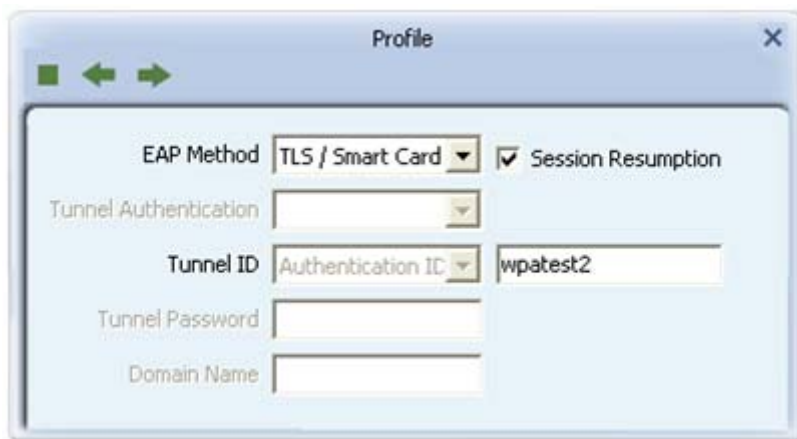 Profile
EAP Method TLS / Smart Card Session Resumption
Tunnel Authentication
Tunnel ID Authentication ID wpatest2
Tunnel Password
Domain Name